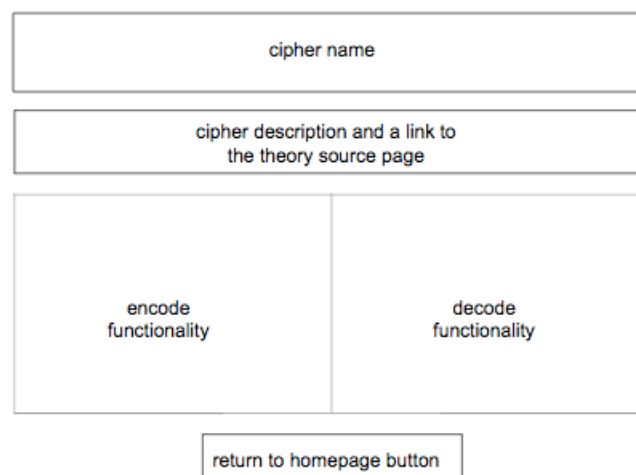 cipher name
cipher description and a link to
the theory source page
encode
functionality
decode
functionality
return to homepage button